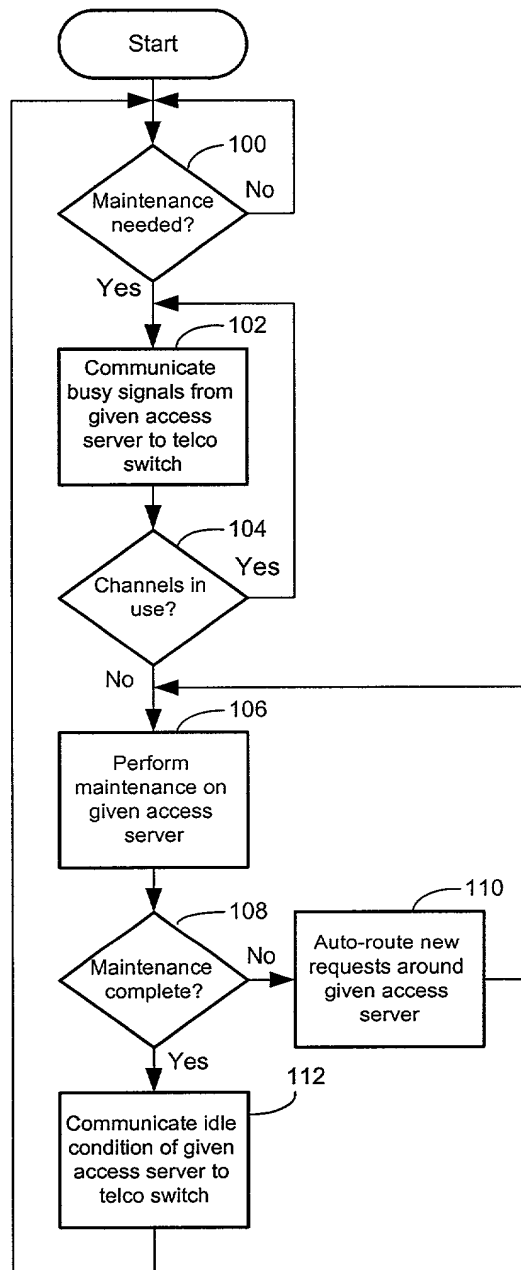 Start
100
Maintenance
needed?
No
Yes
102
Communicate
busy signals from
given access
server to telco
switch
104
Channels in
use?
Yes
No
106
Perform
maintenance on
given access
server
108
Maintenance
complete?
No
110
Auto-route new
requests around
given access
server
Yes
112
Communicate idle
condition of given
access server to
telco switch